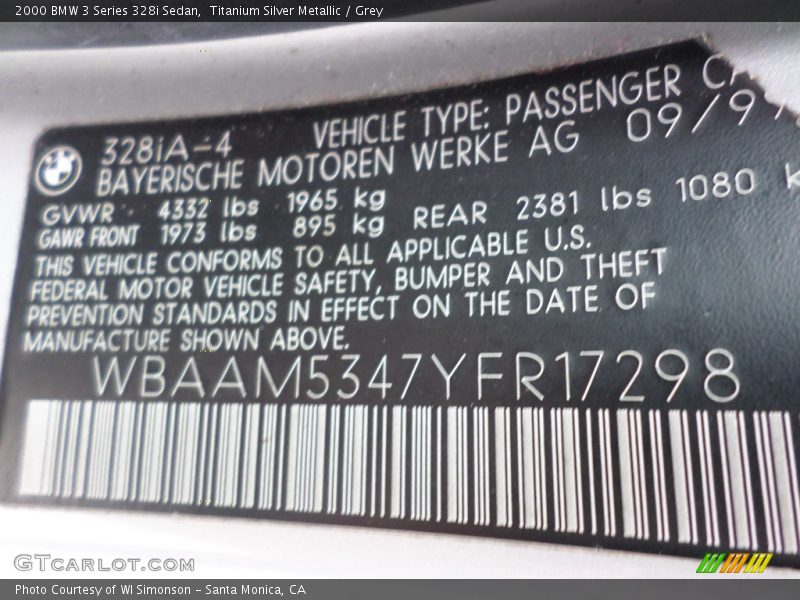 2000 BMW 3 Series 328i Sedan, Titanium Silver Metallic / Grey
328iA-4 VEHICLE TYPE: PASSENGER
BAYERISCHE MOTOREN WERKE AG 09/9
GVWR 4332 lbs 1965 kg
GAWR FRONT 1973 lbs 895 kg REAR 2381 lbs 1080
THIS VEHICLE CONFORMS TO ALL APPLICABLE U.S.
FEDERAL MOTOR VEHICLE SAFETY, BUMPER AND THEFT
PREVENTION STANDARDS IN EFFECT ON THE DATE OF
MANUFACTURE SHOWN ABOVE.
WBAAM5347YFR17298
GTCARLOT.COM
Photo Courtesy of WI Simonson - Santa Monica, CA